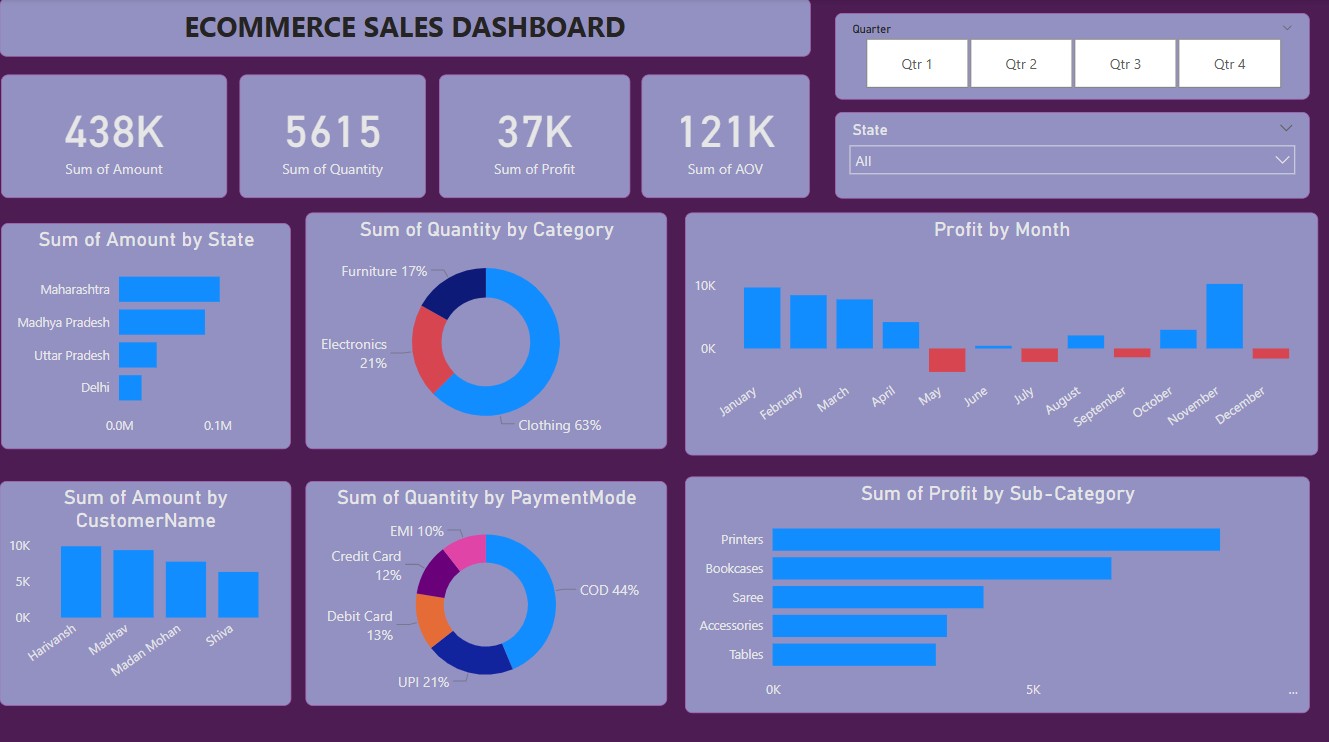 ECOMMERCE SALES DASHBOARD
Quarter
Qtr 1
Qtr 2
Qtr 3
Qtr 4
438K
Sum of Amount
5615
Sum of Quantity
37K
Sum of Profit
121K
Sum of AOV
State
All
Sum of Amount by State
Maharashtra
Madhya Pradesh
Uttar Pradesh
Delhi
0.0M
0.1M
Sum of Quantity by Category
Furniture 17%
Electronics
21%
Clothing 63%
Profit by Month
10K
0K
January
February
March
April
May
June
July
August
September
October
November
December
Sum of Amount by
CustomerName
10K
5K
0K
Harivansh
Madhav
Madan Mohan
Shiva
Sum of Quantity by PaymentMode
EMI 10%
Credit Card
12%
Debit Card
13%
UPI 21%
COD 44%
Sum of Profit by Sub-Category
Printers
Bookcases
Saree
Accessories
Tables
0K
5K
...